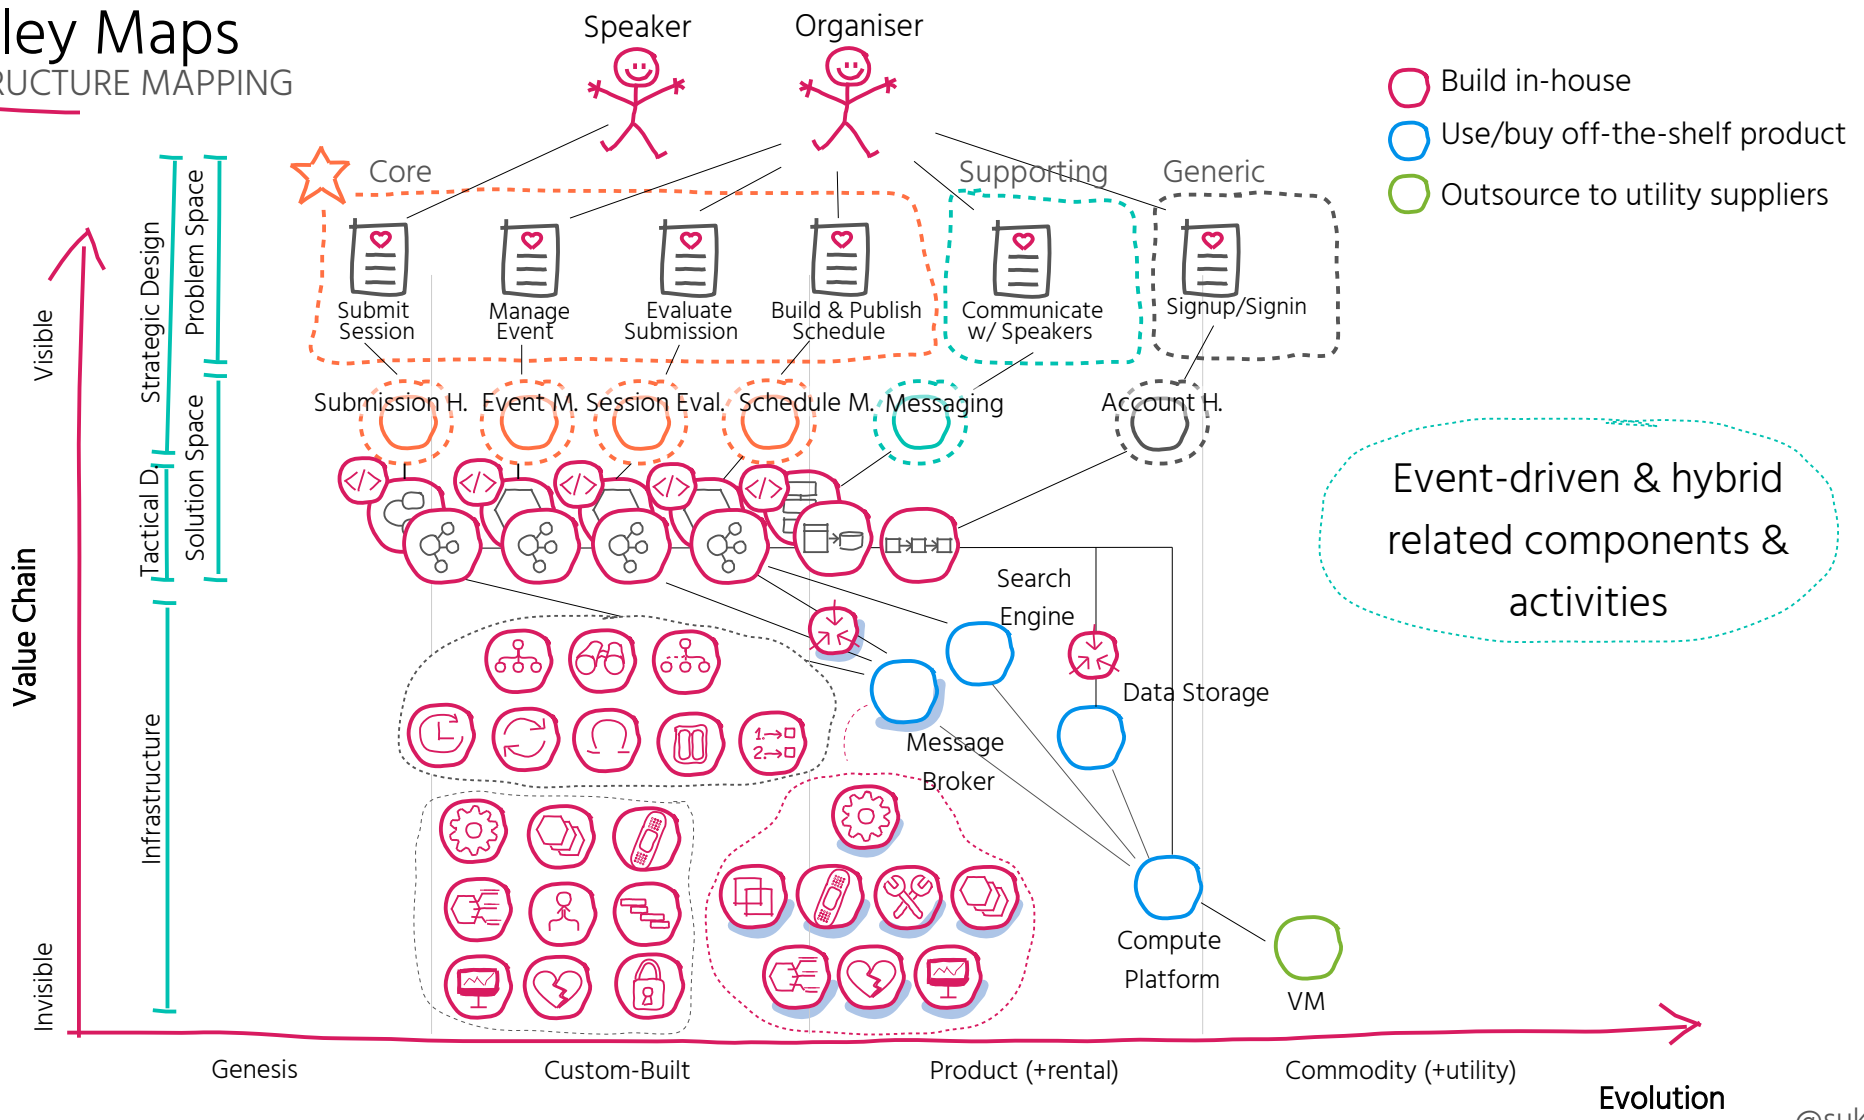 ley Maps
RUCTURE MAPPING
Speaker
Organiser
Build in-house
Use/buy off-the-shelf product
Outsource to utility suppliers
Core
Supporting
Generic
Submit
Session
Manage
Event
Evaluate
Submission
Build & Publish
Schedule
Communicate
w/ Speakers
Signup/Signin
Submission H.
Event M.
Session Eval.
Schedule M.
Messaging
Account H.
</>
</>
</>
</>
</>
Strategic Design
Problem Space
Tactical D.
Solution Space
Infrastructure
Visible
Value Chain
Invisible
Event-driven & hybrid
related components &
activities
Search
Engine
Data Storage
Message
Broker
1.
2.
Compute
Platform
VM
Genesis
Custom-Built
Product (+rental)
Commodity (+utility)
Evolution
@suk